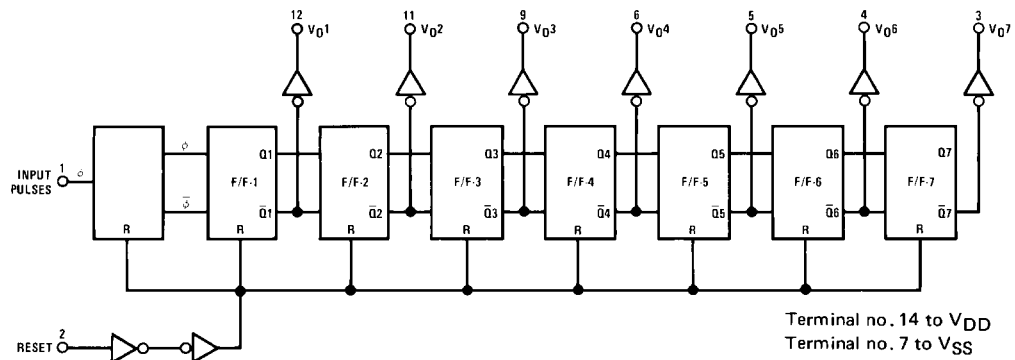 12 11 9 6 5 4 3
V01 V02 V03 V04 V05 V06 V07
INPUT PULSES 1 ϕ
ϕ Q1 Q2 Q3 Q4 Q5 Q6 Q7
F/F-1 F/F-2 F/F-3 F/F-4 F/F-5 F/F-6 F/F-7
ϕ̅ Q̅1 Q̅2 Q̅3 Q̅4 Q̅5 Q̅6 Q̅7
R R R R R R R R
RESET 2
Terminal no. 14 to VDD
Terminal no. 7 to VSS